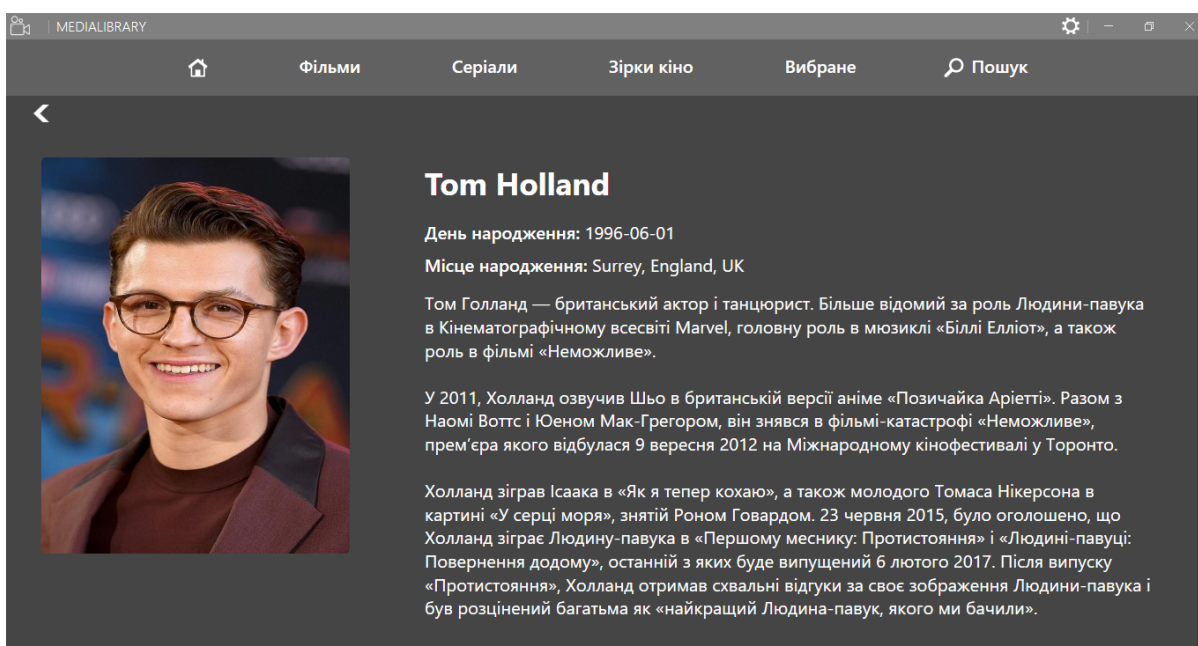 MEDIALIBRARY
Фільми Серіали Зірки кіно Вибране Пошук
Tom Holland
День народження: 1996-06-01
Місце народження: Surrey, England, UK
Том Голланд — британський актор і танцюрист. Більше відомий за роль Людини-павука
в Кінематографічному всесвіті Marvel, головну роль в мюзиклі «Біллі Елліот», а також
роль в фільмі «Неможливе».
У 2011, Холланд озвучив Шьо в британській версії аніме «Позичайка Аріетті». Разом з
Наомі Воттс і Юеном Мак-Грегором, він знявся в фільмі-катастрофі «Неможливе»,
прем’єра якого відбулася 9 вересня 2012 на Міжнародному кінофестивалі у Торонто.
Холланд зіграв Ісаака в «Як я тепер кохаю», а також молодого Томаса Нікерсона в
картині «У серці моря», знятій Роном Говардом. 23 червня 2015, було оголошено, що
Холланд зіграє Людину-павука в «Першому меснику: Протистояння» і «Людині-павуці:
Повернення додому», останній з яких буде випущений 6 лютого 2017. Після випуску
«Протистояння», Холланд отримав схвальні відгуки за своє зображення Людини-павука і
був розцінений багатьма як «найкращий Людина-павук, якого ми бачили».